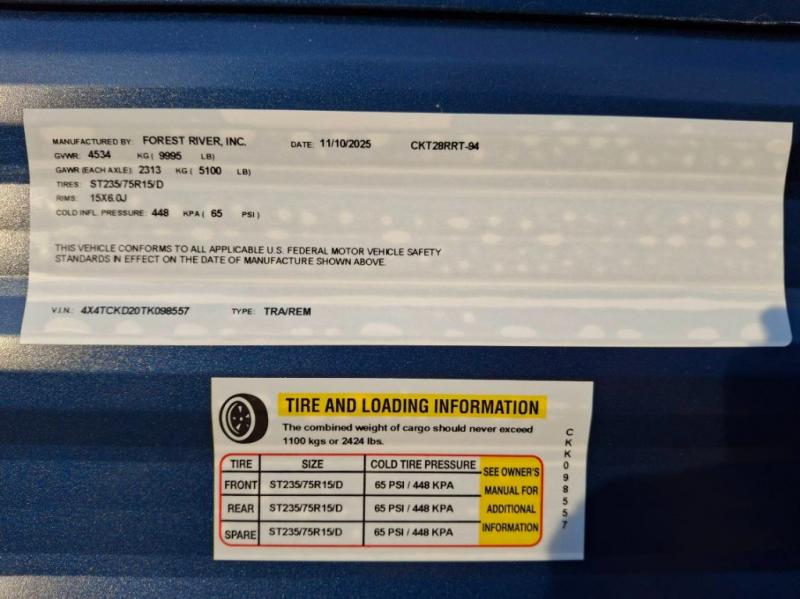 MANUFACTURED BY: FOREST RIVER, INC. DATE: 11/10/2025 CKT28RRT-94
GVWR: 4534 KG ( 9995 LB)
GAWR (EACH AXLE): 2313 KG ( 5100 LB)
TIRES: ST235/75R15/D
RIMS: 15X6.0J
COLD INFL. PRESSURE: 448 KPA ( 65 PSI )
THIS VEHICLE CONFORMS TO ALL APPLICABLE U.S. FEDERAL MOTOR VEHICLE SAFETY
STANDARDS IN EFFECT ON THE DATE OF MANUFACTURE SHOWN ABOVE.
V.I.N.: 4X4TCKD20TK098557 TYPE: TRA/REM
TIRE AND LOADING INFORMATION
The combined weight of cargo should never exceed
1100 kgs or 2424 lbs.
TIRE SIZE COLD TIRE PRESSURE
FRONT ST235/75R15/D 65 PSI / 448 KPA
REAR ST235/75R15/D 65 PSI / 448 KPA
SPARE ST235/75R15/D 65 PSI / 448 KPA
SEE OWNER'S
MANUAL FOR
ADDITIONAL
INFORMATION
CKK098557